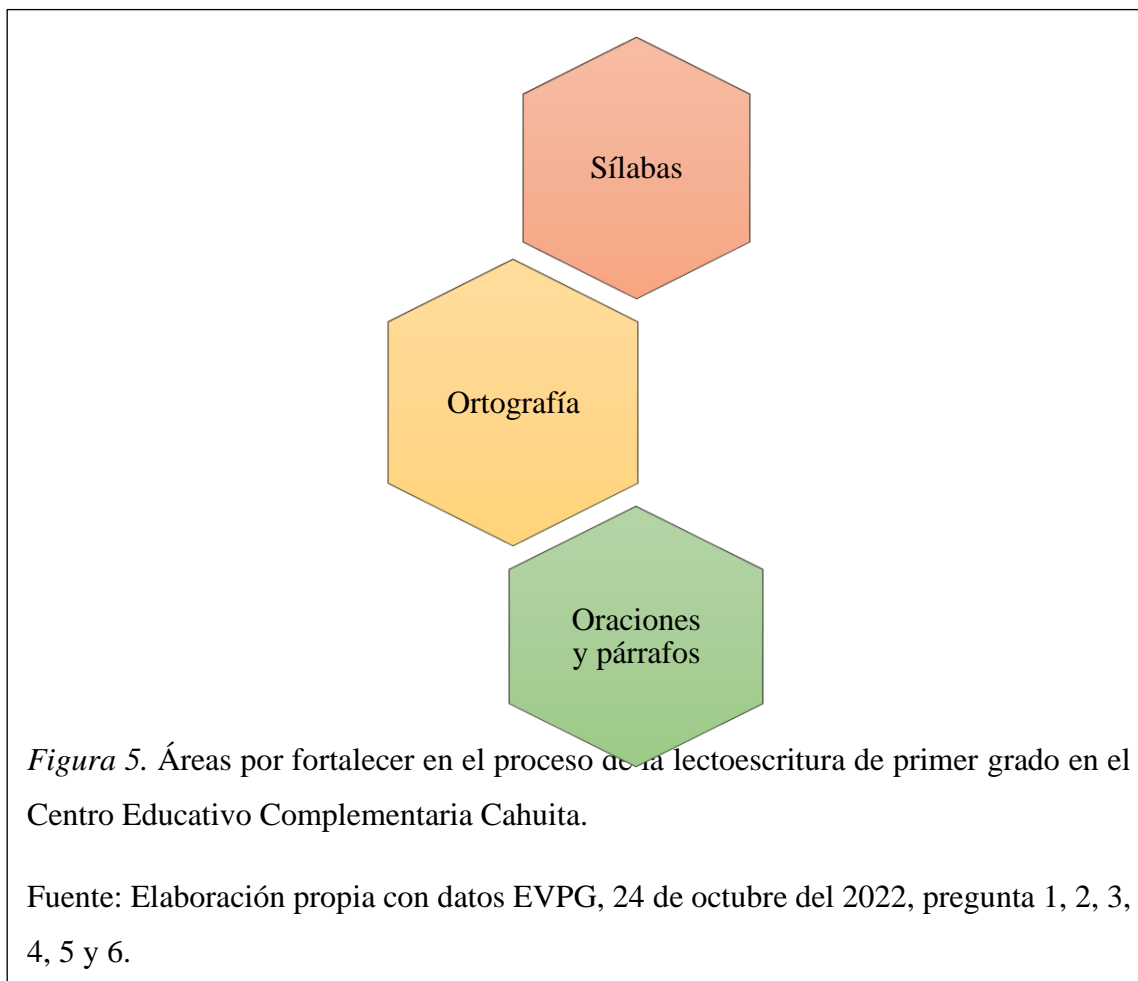 Sílabas
Ortografía
Oraciones
y párrafos
Figura 5. Áreas por fortalecer en el proceso de la lectoescritura de primer grado en el
Centro Educativo Complementaria Cahuita.
Fuente: Elaboración propia con datos EVPG, 24 de octubre del 2022, pregunta 1, 2, 3,
4, 5 y 6.